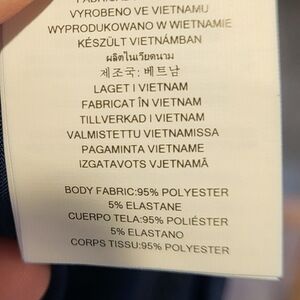 VYROBENO VE VIETNAMU
WYPRODUKOWANO W WIETNAMIE
KÉSZÜLT VIETNÁMBAN
ผลิตในเวียดนาม
제조국: 베트남
LAGET I VIETNAM
FABRICAT ÎN VIETNAM
TILLVERKAD I VIETNAM
VALMISTETTU VIETNAMISSA
PAGAMINTA VIETNAME
IZGATAVOTS VJETNAMĀ
BODY FABRIC:95% POLYESTER
5% ELASTANE
CUERPO TELA:95% POLIÉSTER
5% ELASTANO
CORPS TISSU:95% POLYESTER